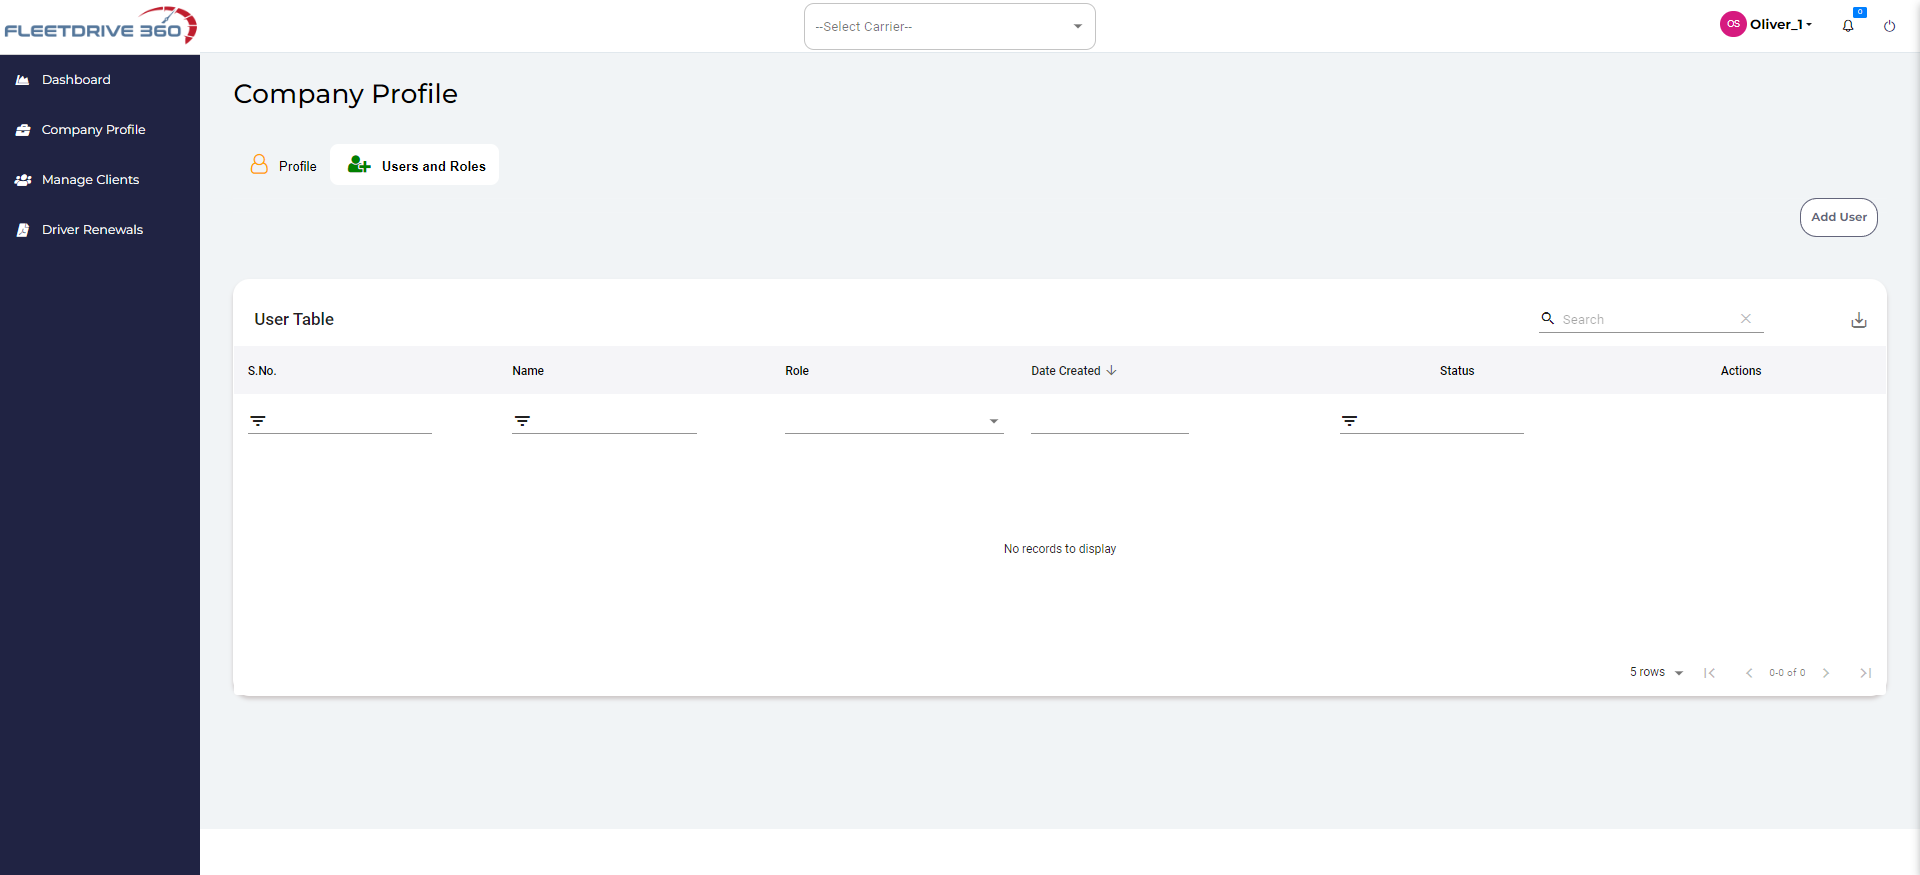 FLEETDRIVE 360
--Select Carrier--
OS Oliver_1
0
Dashboard
Company Profile
Manage Clients
Driver Renewals
Company Profile
Profile
Users and Roles
Add User
User Table
Search
S.No. Name Role Date Created Status Actions
No records to display
5 rows 0-0 of 0